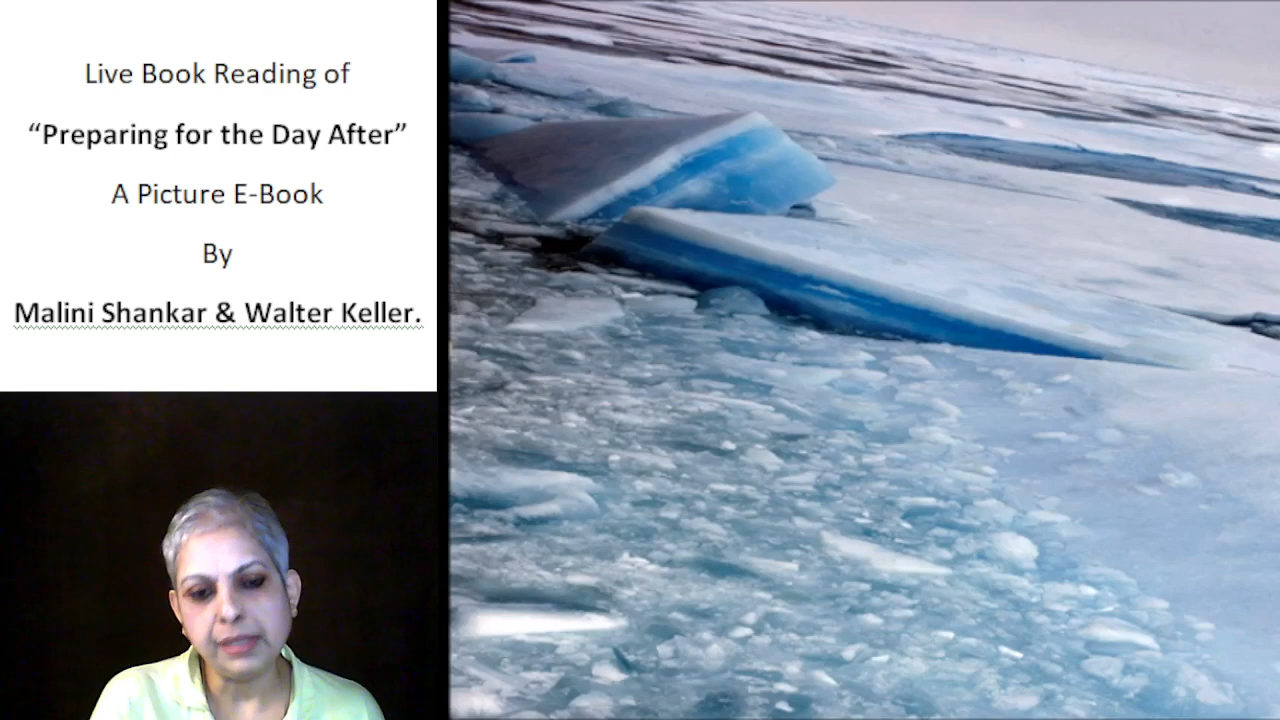 Live Book Reading of
“Preparing for the Day After”
A Picture E-Book
By
Malini Shankar & Walter Keller.